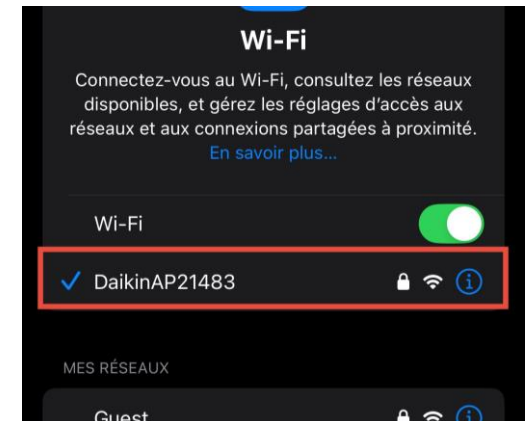 Wi-Fi
Connectez-vous au Wi-Fi, consultez les réseaux
disponibles, et gérez les réglages d’accès aux
réseaux et aux connexions partagées à proximité.
En savoir plus...
Wi-Fi
DaikinAP21483
MES RÉSEAUX
Guest